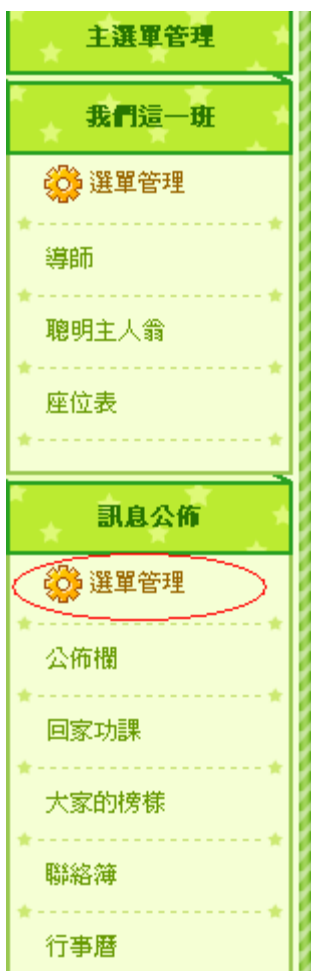 主選單管理
我們這一班
選單管理
導師
聰明主人翁
座位表
訊息公佈
選單管理
公佈欄
回家功課
大家的榜樣
聯絡簿
行事曆